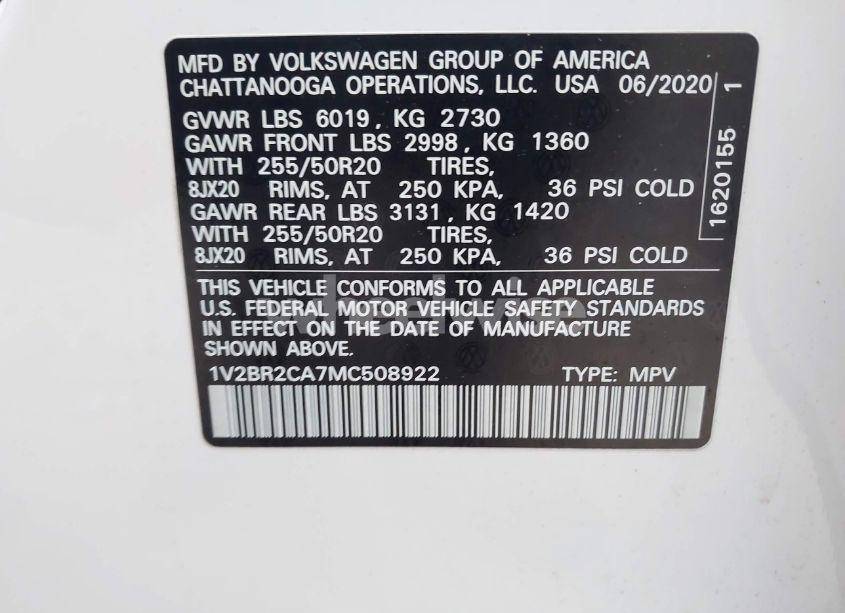 MFD BY VOLKSWAGEN GROUP OF AMERICA
CHATTANOOGA OPERATIONS, LLC. USA 06/2020
GVWR LBS 6019, KG 2730
GAWR FRONT LBS 2998, KG 1360
WITH 255/50R20 TIRES,
8JX20 RIMS, AT 250 KPA, 36 PSI COLD
GAWR REAR LBS 3131, KG 1420
WITH 255/50R20 TIRES,
8JX20 RIMS, AT 250 KPA, 36 PSI COLD
1620155 1
THIS VEHICLE CONFORMS TO ALL APPLICABLE
U.S. FEDERAL MOTOR VEHICLE SAFETY STANDARDS
IN EFFECT ON THE DATE OF MANUFACTURE
SHOWN ABOVE.
1V2BR2CA7MC508922 TYPE: MPV